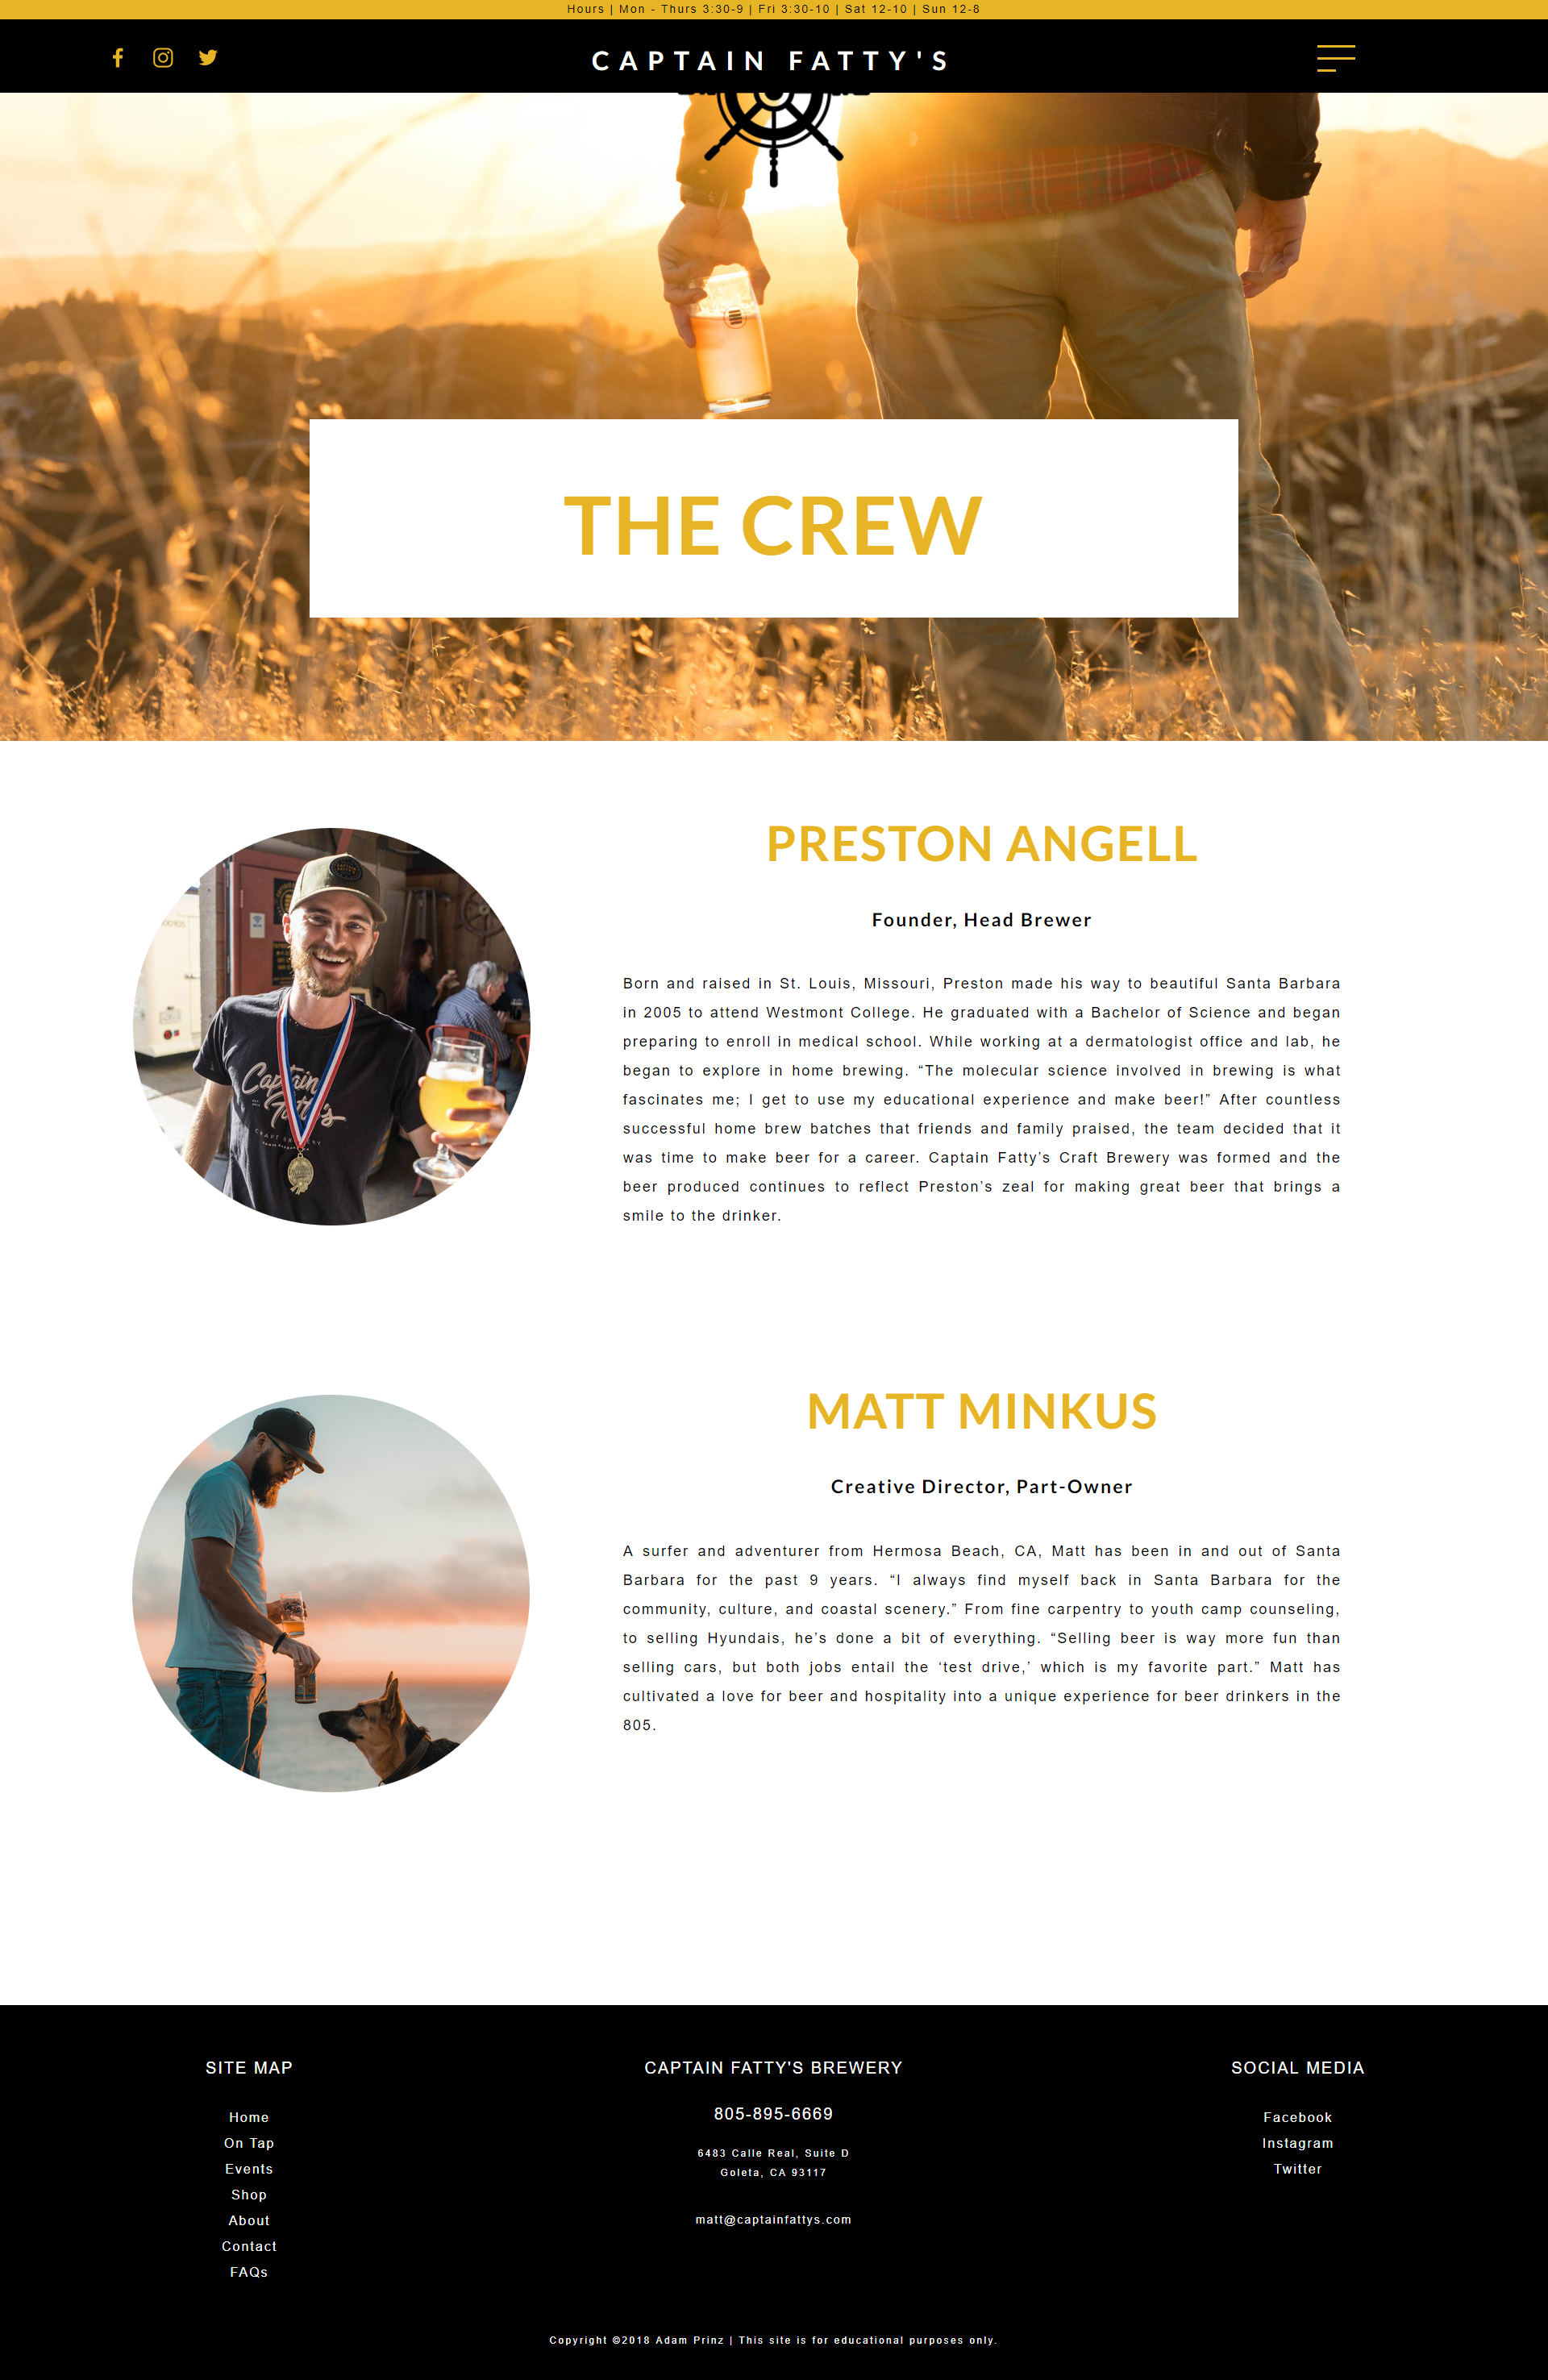 Hours | Mon - Thurs 3:30-9 | Fri 3:30-10 | Sat 12-10 | Sun 12-8
CAPTAIN FATTY'S
THE CREW
PRESTON ANGELL
Founder, Head Brewer
Born and raised in St. Louis, Missouri, Preston made his way to beautiful Santa Barbara
in 2005 to attend Westmont College. He graduated with a Bachelor of Science and began
preparing to enroll in medical school. While working at a dermatologist office and lab, he
began to explore in home brewing. “The molecular science involved in brewing is what
fascinates me; I get to use my educational experience and make beer!” After countless
successful home brew batches that friends and family praised, the team decided that it
was time to make beer for a career. Captain Fatty’s Craft Brewery was formed and the
beer produced continues to reflect Preston’s zeal for making great beer that brings a
smile to the drinker.
Captain
Fatty's
CRAFT BREWERY
MATT MINKUS
Creative Director, Part-Owner
A surfer and adventurer from Hermosa Beach, CA, Matt has been in and out of Santa
Barbara for the past 9 years. “I always find myself back in Santa Barbara for the
community, culture, and coastal scenery.” From fine carpentry to youth camp counseling,
to selling Hyundais, he’s done a bit of everything. “Selling beer is way more fun than
selling cars, but both jobs entail the ‘test drive,’ which is my favorite part.” Matt has
cultivated a love for beer and hospitality into a unique experience for beer drinkers in the
805.
SITE MAP
Home
On Tap
Events
Shop
About
Contact
FAQs
CAPTAIN FATTY'S BREWERY
805-895-6669
6483 Calle Real, Suite D
Goleta, CA 93117
matt@captainfattys.com
SOCIAL MEDIA
Facebook
Instagram
Twitter
Copyright ©2018 Adam Prinz | This site is for educational purposes only.